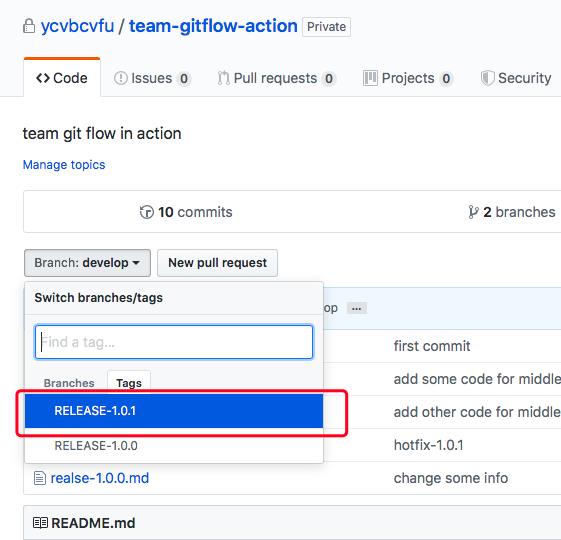 ycvbcvfu / team-gitflow-action Private
Code Issues 0 Pull requests 0 Projects 0 Security
team git flow in action
Manage topics
10 commits 2 branches
Branch: develop New pull request
Switch branches/tags
op ...
Find a tag...
first commit
Branches Tags
add some code for middle
RELEASE-1.0.1
add other code for middle
RELEASE-1.0.0
hotfix-1.0.1
realse-1.0.0.md change some info
README.md